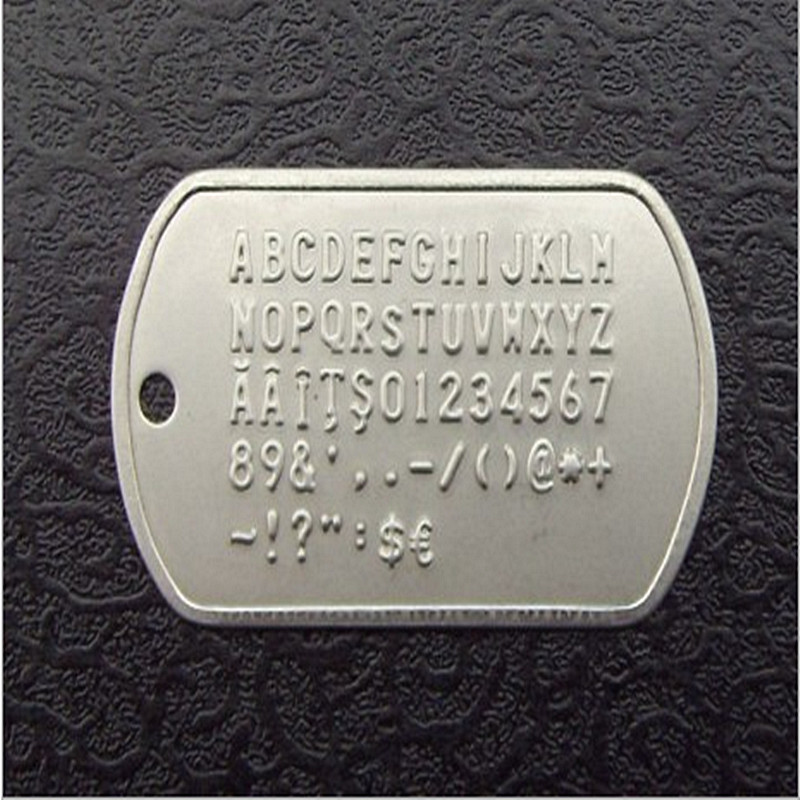 ABCDEFGHIJKLM
NOPQRSTUVWXYZ
ĂÂÎŢŞ01234567
89&',.-/()@*+
~!?":$€